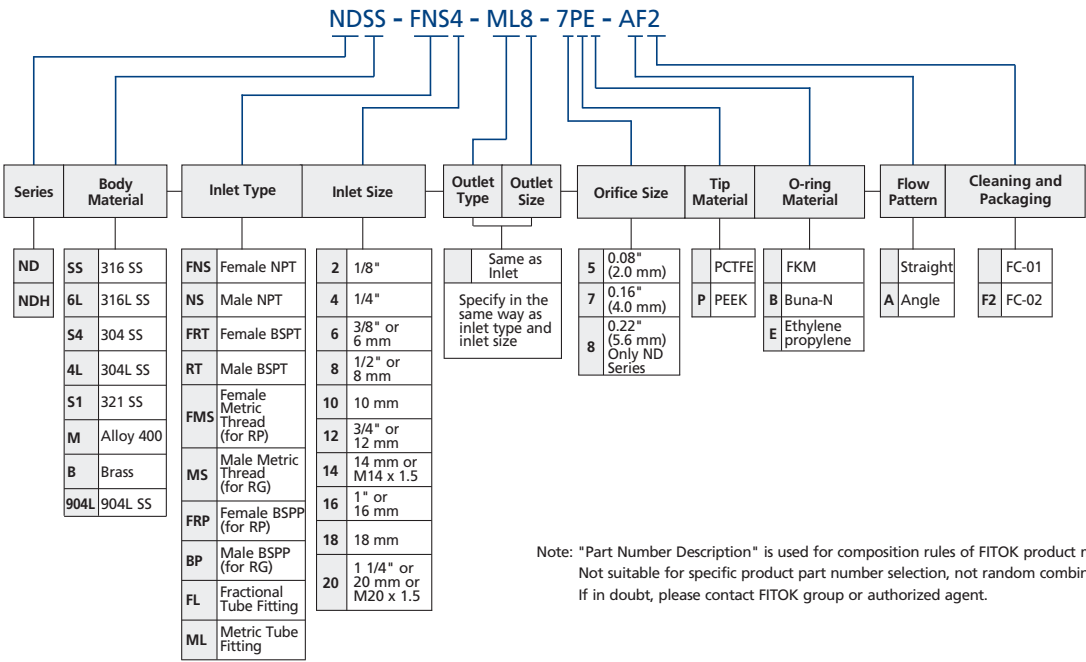 NDSS - FNS4 - ML8 - 7PE - AF2
Series
Body
Material
Inlet Type
Inlet Size
Outlet
Type
Outlet
Size
Orifice Size
Tip
Material
O-ring
Material
Flow
Pattern
Cleaning and
Packaging
ND
NDH
SS 316 SS
6L 316L SS
S4 304 SS
4L 304L SS
S1 321 SS
M Alloy 400
B Brass
904L 904L SS
FNS Female NPT
NS Male NPT
FRT Female BSPT
RT Male BSPT
FMS Female
Metric
Thread
(for RP)
MS Male Metric
Thread
(for RG)
FRP Female BSPP
(for RP)
BP Male BSPP
(for RG)
FL Fractional
Tube Fitting
ML Metric Tube
Fitting
2 1/8"
4 1/4"
6 3/8" or
6 mm
8 1/2" or
8 mm
10 10 mm
12 3/4" or
12 mm
14 14 mm or
M14 x 1.5
16 1" or
16 mm
18 18 mm
20 1 1/4" or
20 mm or
M20 x 1.5
Same as
Inlet
Specify in the
same way as
inlet type and
inlet size
5 0.08"
(2.0 mm)
7 0.16"
(4.0 mm)
8 0.22"
(5.6 mm)
Only ND
Series
PCTFE
P PEEK
FKM
B Buna-N
E Ethylene
propylene
Straight
A Angle
FC-01
F2 FC-02
Note: "Part Number Description" is used for composition rules of FITOK product
Not suitable for specific product part number selection, not random
If in doubt, please contact FITOK group or authorized agent.